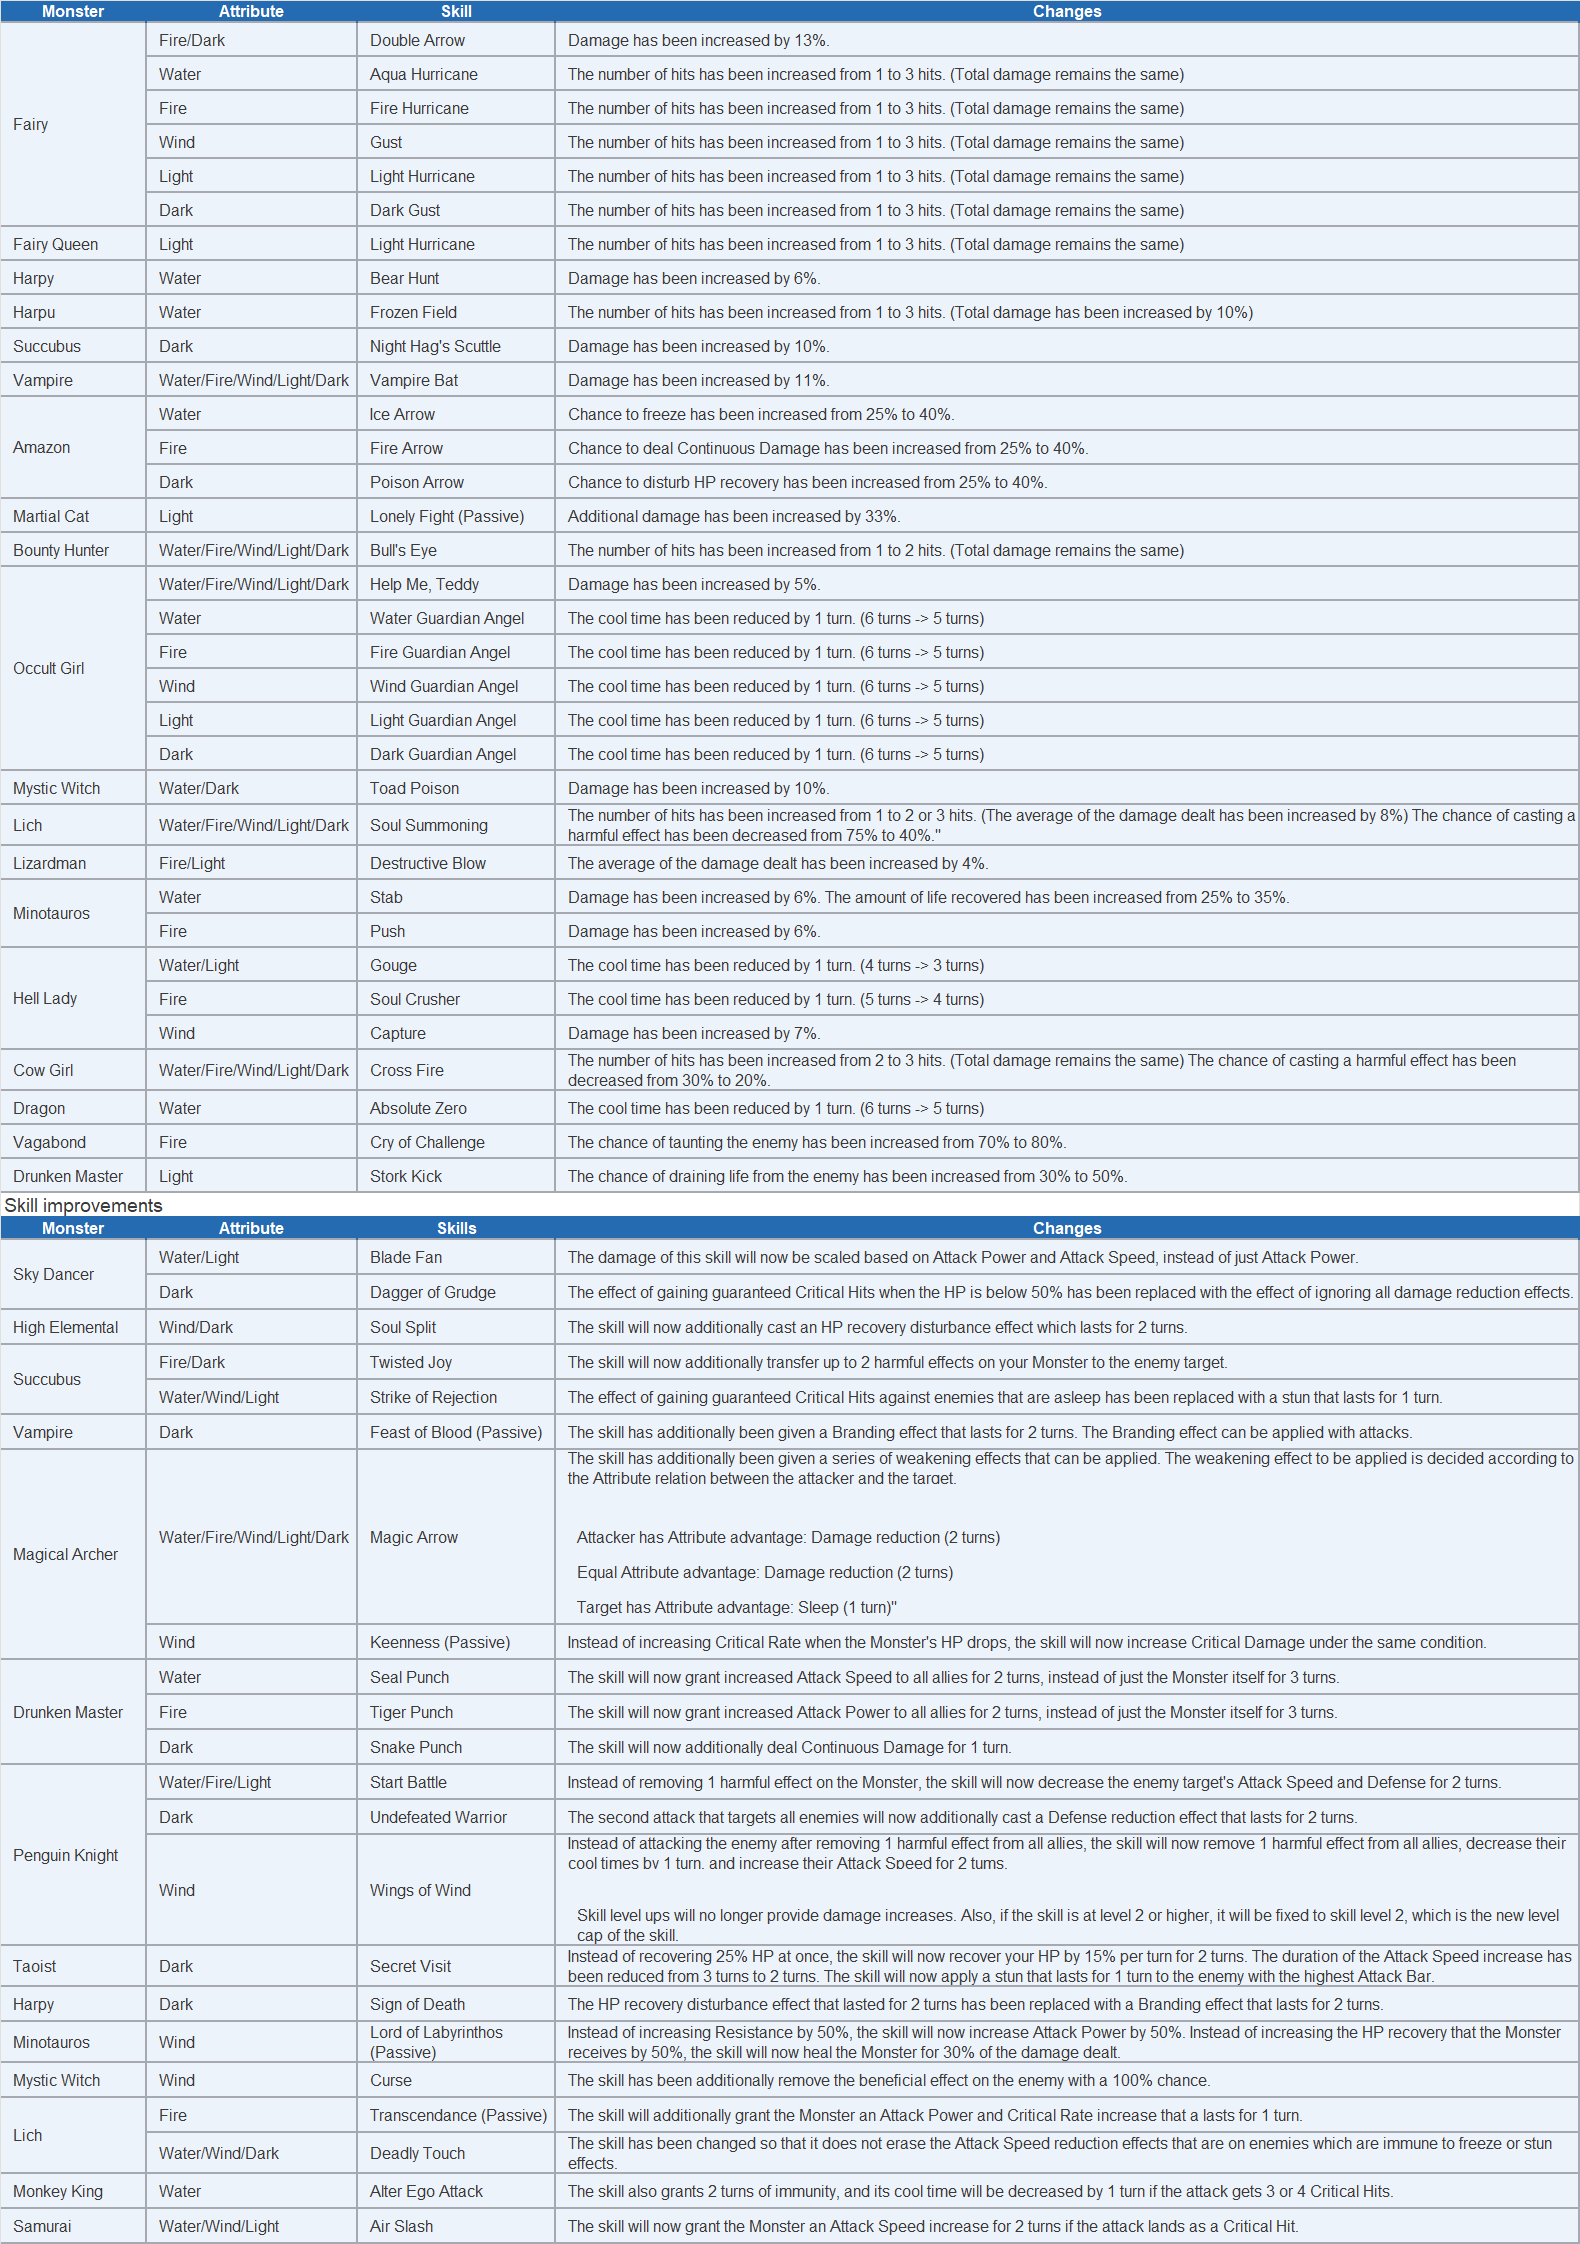 Monster Attribute Skill Changes
Fairy
Fire/Dark Double Arrow Damage has been increased by 13%.
Water Aqua Hurricane The number of hits has been increased from 1 to 3 hits. (Total damage remains the same)
Fire Fire Hurricane The number of hits has been increased from 1 to 3 hits. (Total damage remains the same)
Wind Gust The number of hits has been increased from 1 to 3 hits. (Total damage remains the same)
Light Light Hurricane The number of hits has been increased from 1 to 3 hits. (Total damage remains the same)
Dark Dark Gust The number of hits has been increased from 1 to 3 hits. (Total damage remains the same)
Fairy Queen Light Light Hurricane The number of hits has been increased from 1 to 3 hits. (Total damage remains the same)
Harpy Water Bear Hunt Damage has been increased by 6%.
Harpu Water Frozen Field The number of hits has been increased from 1 to 3 hits. (Total damage has been increased by 10%)
Succubus Dark Night Hag's Scuttle Damage has been increased by 10%.
Vampire Water/Fire/Wind/Light/Dark Vampire Bat Damage has been increased by 11%.
Amazon
Water Ice Arrow Chance to freeze has been increased from 25% to 40%.
Fire Fire Arrow Chance to deal Continuous Damage has been increased from 25% to 40%.
Dark Poison Arrow Chance to disturb HP recovery has been increased from 25% to 40%.
Martial Cat Light Lonely Fight (Passive) Additional damage has been increased by 33%.
Bounty Hunter Water/Fire/Wind/Light/Dark Bull's Eye The number of hits has been increased from 1 to 2 hits. (Total damage remains the same)
Occult Girl
Water/Fire/Wind/Light/Dark Help Me, Teddy Damage has been increased by 5%.
Water Water Guardian Angel The cool time has been reduced by 1 turn. (6 turns -> 5 turns)
Fire Fire Guardian Angel The cool time has been reduced by 1 turn. (6 turns -> 5 turns)
Wind Wind Guardian Angel The cool time has been reduced by 1 turn. (6 turns -> 5 turns)
Light Light Guardian Angel The cool time has been reduced by 1 turn. (6 turns -> 5 turns)
Dark Dark Guardian Angel The cool time has been reduced by 1 turn. (6 turns -> 5 turns)
Mystic Witch Water/Dark Toad Poison Damage has been increased by 10%.
Lich Water/Fire/Wind/Light/Dark Soul Summoning The number of hits has been increased from 1 to 2 or 3 hits. (The average of the damage dealt has been increased by 8%) The chance of casting a
harmful effect has been decreased from 75% to 40%."
Lizardman Fire/Light Destructive Blow The average of the damage dealt has been increased by 4%.
Minotauros
Water Stab Damage has been increased by 6%. The amount of life recovered has been increased from 25% to 35%.
Fire Push Damage has been increased by 6%.
Hell Lady
Water/Light Gouge The cool time has been reduced by 1 turn. (4 turns -> 3 turns)
Fire Soul Crusher The cool time has been reduced by 1 turn. (5 turns -> 4 turns)
Wind Capture Damage has been increased by 7%.
Cow Girl Water/Fire/Wind/Light/Dark Cross Fire The number of hits has been increased from 2 to 3 hits. (Total damage remains the same) The chance of casting a harmful effect has been
decreased from 30% to 20%.
Dragon Water Absolute Zero The cool time has been reduced by 1 turn. (6 turns -> 5 turns)
Vagabond Fire Cry of Challenge The chance of taunting the enemy has been increased from 70% to 80%.
Drunken Master Light Stork Kick The chance of draining life from the enemy has been increased from 30% to 50%.
Skill improvements
Monster Attribute Skills Changes
Sky Dancer
Water/Light Blade Fan The damage of this skill will now be scaled based on Attack Power and Attack Speed, instead of just Attack Power.
Dark Dagger of Grudge The effect of gaining guaranteed Critical Hits when the HP is below 50% has been replaced with the effect of ignoring all damage reduction effects.
High Elemental Wind/Dark Soul Split The skill will now additionally cast an HP recovery disturbance effect which lasts for 2 turns.
Succubus
Fire/Dark Twisted Joy The skill will now additionally transfer up to 2 harmful effects on your Monster to the enemy target.
Water/Wind/Light Strike of Rejection The effect of gaining guaranteed Critical Hits against enemies that are asleep has been replaced with a stun that lasts for 1 turn.
Vampire Dark Feast of Blood (Passive) The skill has additionally been given a Branding effect that lasts for 2 turns. The Branding effect can be applied with attacks.
Magical Archer
Water/Fire/Wind/Light/Dark Magic Arrow The skill has additionally been given a series of weakening effects that can be applied. The weakening effect to be applied is decided according to
the Attribute relation between the attacker and the target.
Attacker has Attribute advantage: Damage reduction (2 turns)
Equal Attribute advantage: Damage reduction (2 turns)
Target has Attribute advantage: Sleep (1 turn)"
Wind Keenness (Passive) Instead of increasing Critical Rate when the Monster's HP drops, the skill will now increase Critical Damage under the same condition.
Drunken Master
Water Seal Punch The skill will now grant increased Attack Speed to all allies for 2 turns, instead of just the Monster itself for 3 turns.
Fire Tiger Punch The skill will now grant increased Attack Power to all allies for 2 turns, instead of just the Monster itself for 3 turns.
Dark Snake Punch The skill will now additionally deal Continuous Damage for 1 turn.
Penguin Knight
Water/Fire/Light Start Battle Instead of removing 1 harmful effect on the Monster, the skill will now decrease the enemy target's Attack Speed and Defense for 2 turns.
Dark Undefeated Warrior The second attack that targets all enemies will now additionally cast a Defense reduction effect that lasts for 2 turns.
Wind Wings of Wind Instead of attacking the enemy after removing 1 harmful effect from all allies, the skill will now remove 1 harmful effect from all allies, decrease their
cool times by 1 turn, and increase their Attack Speed for 2 turns.
Skill level ups will no longer provide damage increases. Also, if the skill is at level 2 or higher, it will be fixed to skill level 2, which is the new level
cap of the skill.
Taoist Dark Secret Visit Instead of recovering 25% HP at once, the skill will now recover your HP by 15% per turn for 2 turns. The duration of the Attack Speed increase has
been reduced from 3 turns to 2 turns. The skill will now apply a stun that lasts for 1 turn to the enemy with the highest Attack Bar.
Harpy Dark Sign of Death The HP recovery disturbance effect that lasted for 2 turns has been replaced with a Branding effect that lasts for 2 turns.
Minotauros Wind Lord of Labyrinthos (Passive) Instead of increasing Resistance by 50%, the skill will now increase Attack Power by 50%. Instead of increasing the HP recovery that the Monster
receives by 50%, the skill will now heal the Monster for 30% of the damage dealt.
Mystic Witch Wind Curse The skill has been additionally remove the beneficial effect on the enemy with a 100% chance.
Lich
Fire Transcendance (Passive) The skill will additionally grant the Monster an Attack Power and Critical Rate increase that a lasts for 1 turn.
Water/Wind/Dark Deadly Touch The skill has been changed so that it does not erase the Attack Speed reduction effects that are on enemies which are immune to freeze or stun
effects.
Monkey King Water Alter Ego Attack The skill also grants 2 turns of immunity, and its cool time will be decreased by 1 turn if the attack gets 3 or 4 Critical Hits.
Samurai Water/Wind/Light Air Slash The skill will now grant the Monster an Attack Speed increase for 2 turns if the attack lands as a Critical Hit.